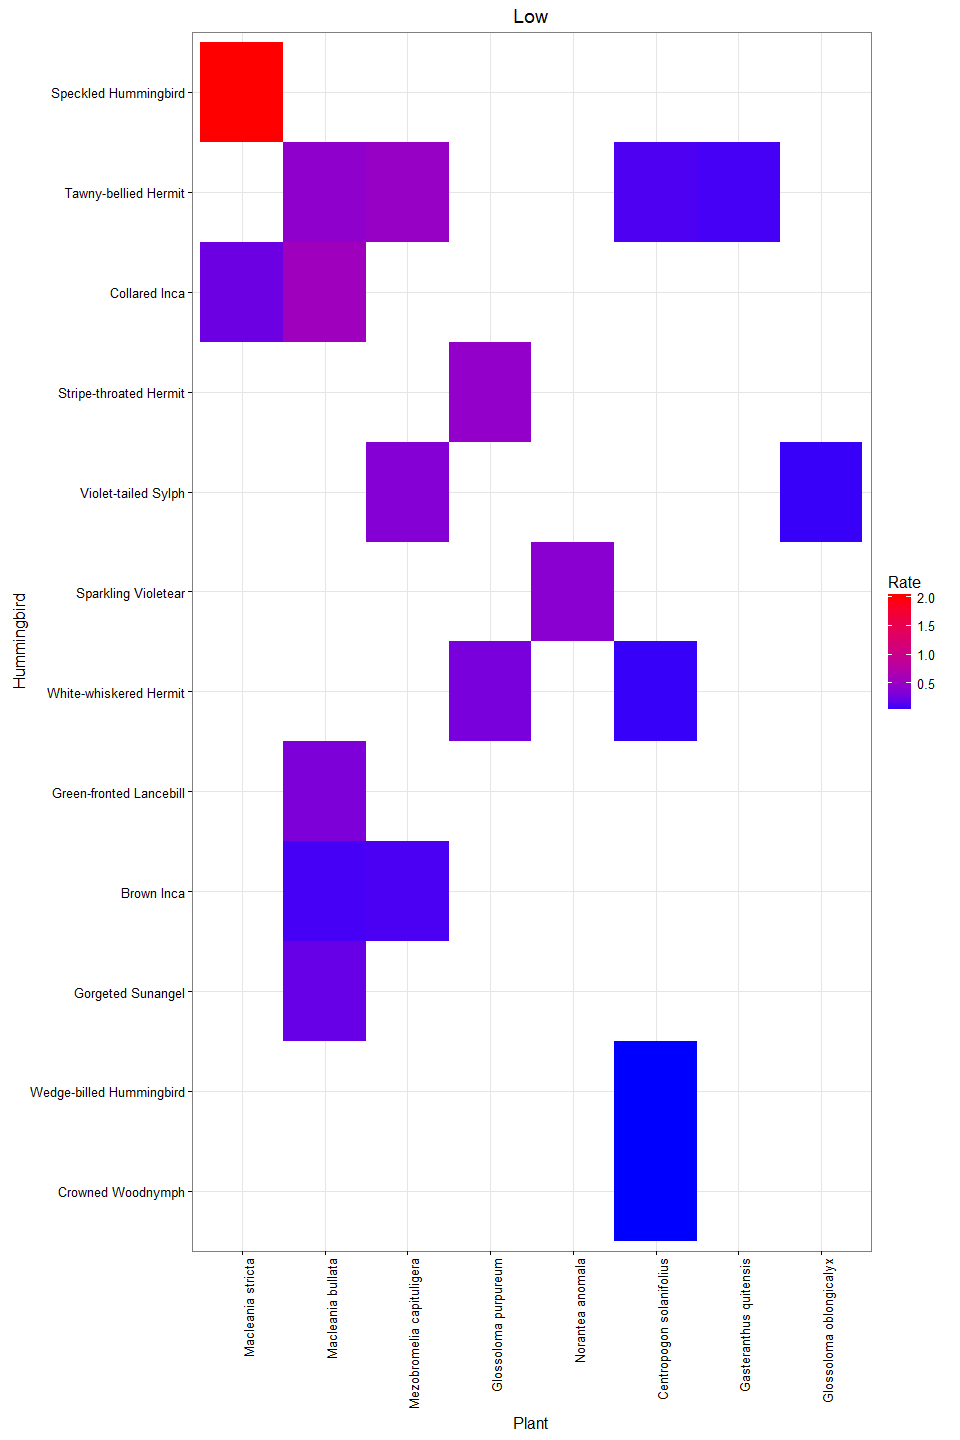 Low
Speckled Hummingbird
Tawny-bellied Hermit
Collared Inca
Stripe-throated Hermit
Violet-tailed Sylph
Sparkling Violetear
White-whiskered Hermit
Green-fronted Lancebill
Brown Inca
Gorgeted Sunangel
Wedge-billed Hummingbird
Crowned Woodnymph
Hummingbird
Macleania stricta
Macleania bullata
Mezobromelia capituligera
Glossoloma purpureum
Norantea anomala
Centropogon solanifolius
Gasteranthus quitensis
Glossoloma oblongicalyx
Plant
Rate
2.0
1.5
1.0
0.5